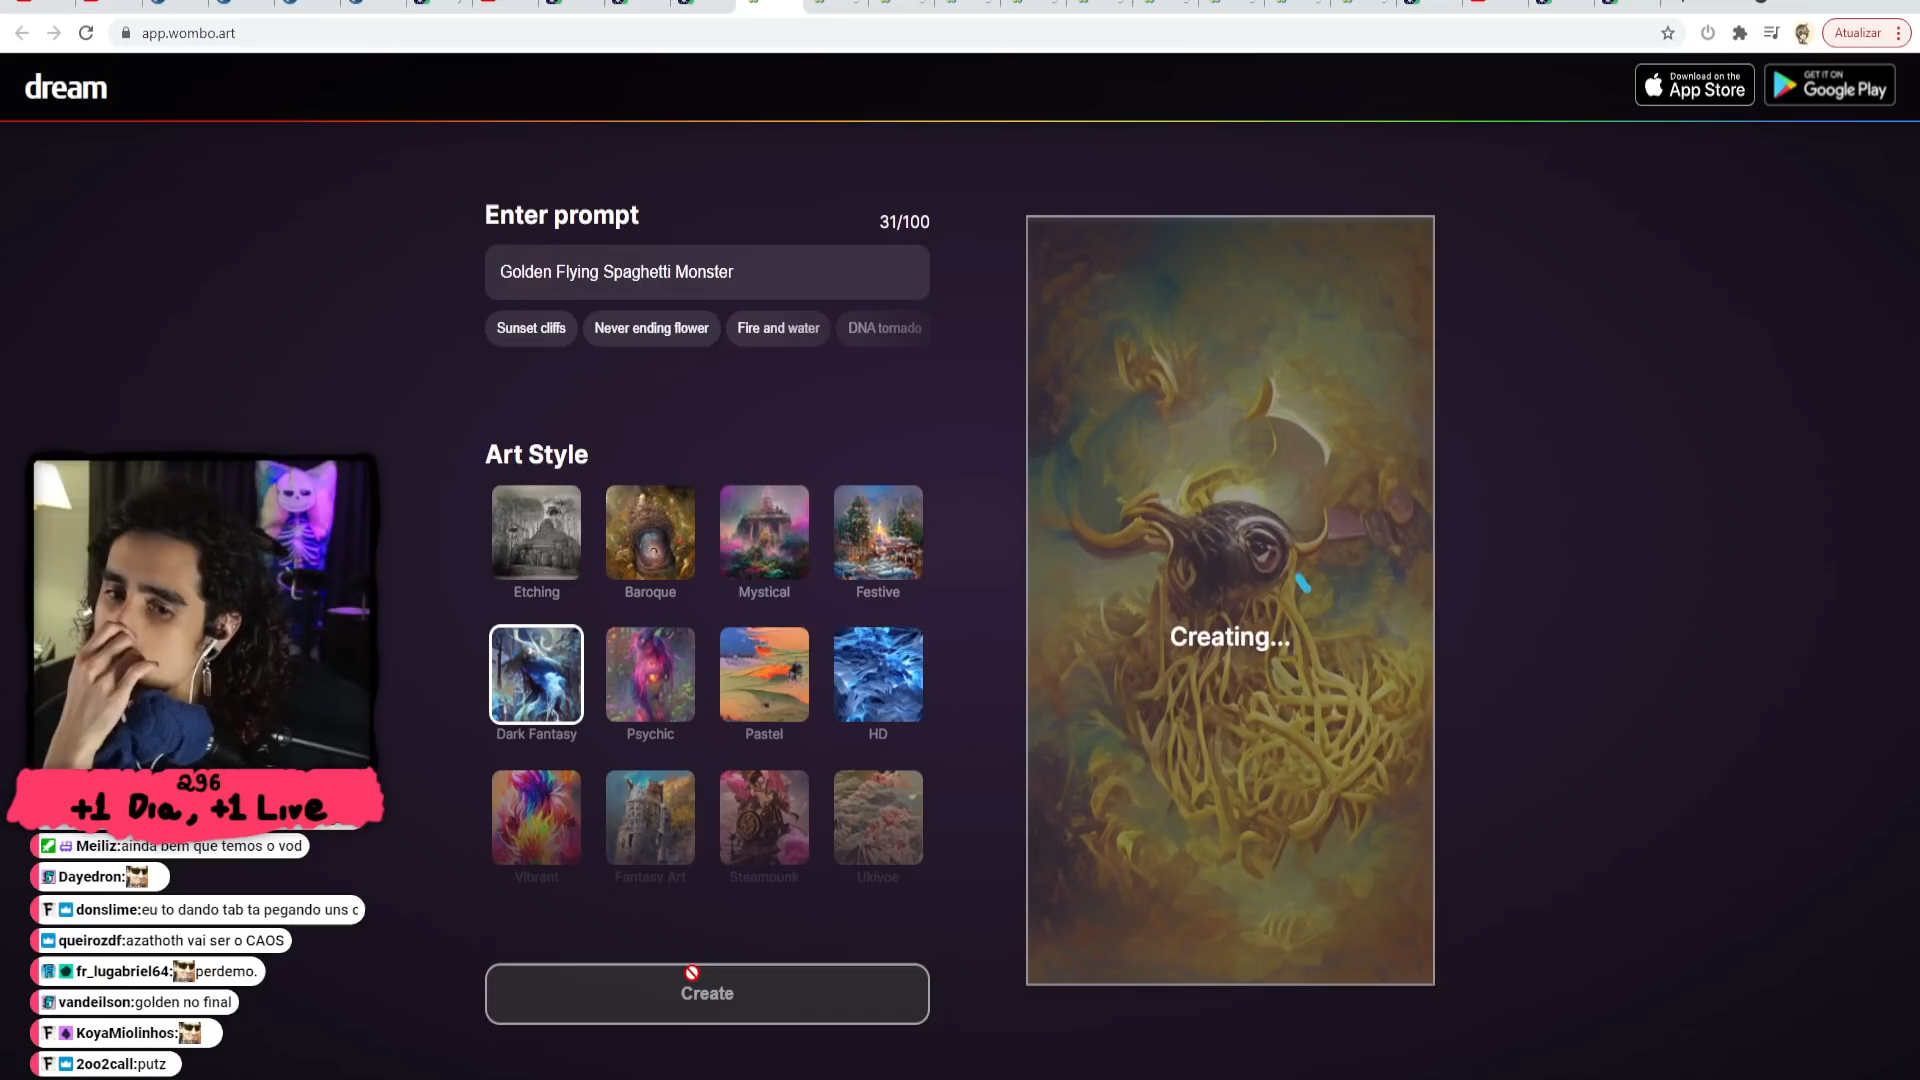 app.wombo.art
Atualizar
dream
Download on the
App Store
GET IT ON
Google Play
Enter prompt
31/100
Golden Flying Spaghetti Monster
Sunset cliffs
Never ending flower
Fire and water
DNA tornado
Art Style
Etching
Baroque
Mystical
Festive
Dark Fantasy
Psychic
Pastel
HD
Vibrant
Fantasy Art
Steampunk
Ukiyoe
Creating...
Create
296
+1 Dia, +1 Live
Meiliz:ainda bem que temos o vod
Dayedron:
donslime:eu to dando tab ta pegando uns c
queirozdf:azathoth vai ser o CAOS
fr_lugabriel64:perdemo.
vandeilson:golden no final
KoyaMiolinhos:
2oo2call:putz